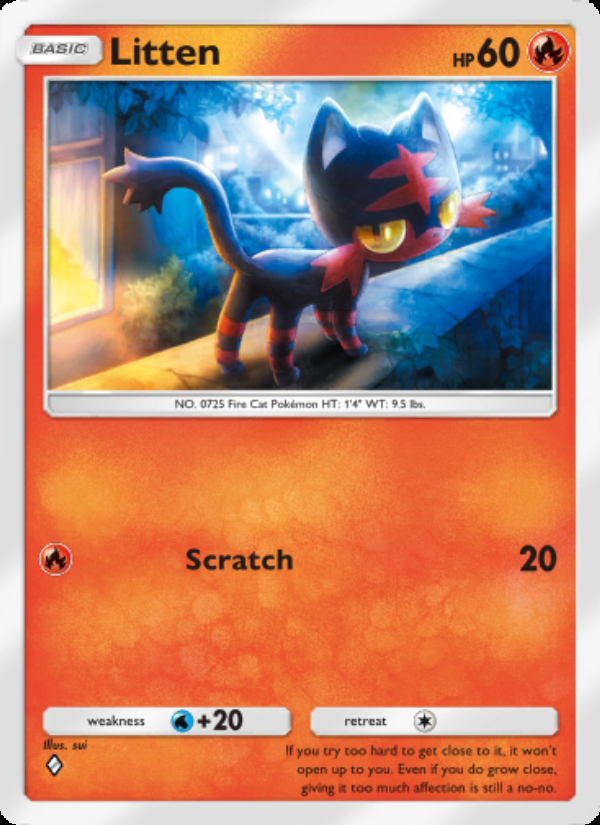 BASIC Litten HP 60
NO. 0725 Fire Cat Pokémon HT: 1'4" WT: 9.5 lbs.
Scratch 20
weakness +20 retreat
Illus. sui
If you try too hard to get close to it, it won't
open up to you. Even if you do grow close,
giving it too much affection is still a no-no.